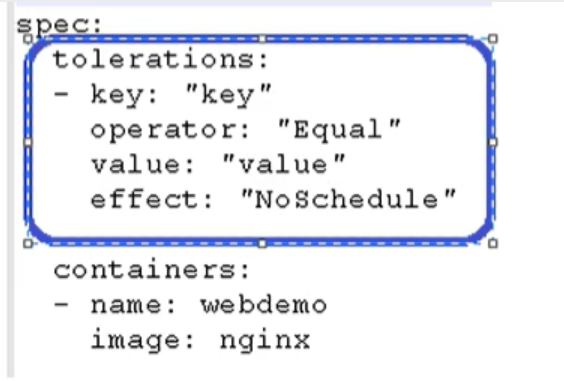 spec:
  tolerations:
  - key: "key"
    operator: "Equal"
    value: "value"
    effect: "NoSchedule"
  containers:
  - name: webdemo
    image: nginx